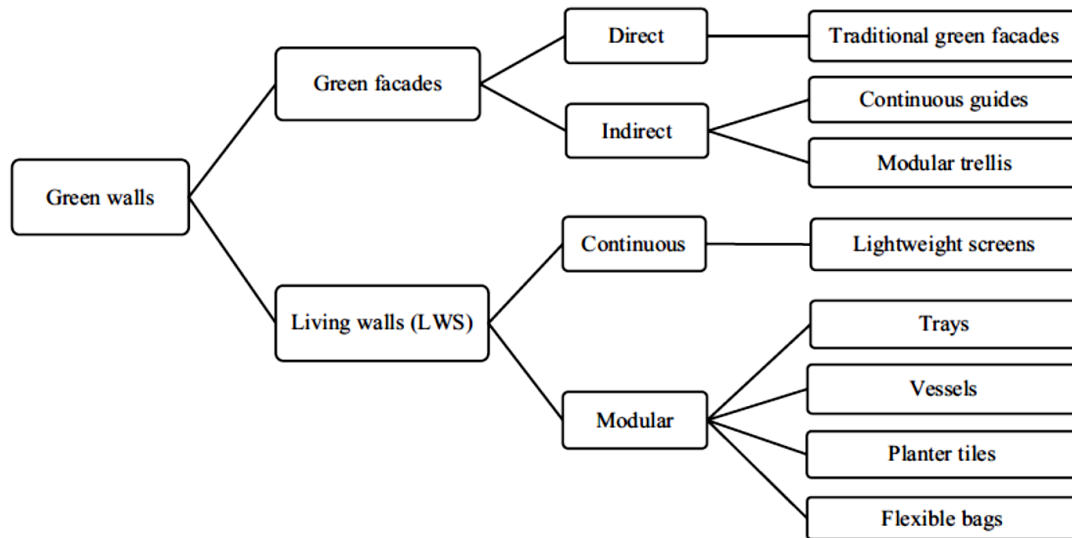 Green walls
Green facades
Direct
Traditional green facades
Indirect
Continuous guides
Modular trellis
Living walls (LWS)
Continuous
Lightweight screens
Modular
Trays
Vessels
Planter tiles
Flexible bags